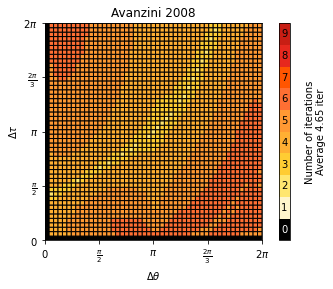 Avanzini 2008
2π
2π/3
π
π/2
0
Δτ
0
π/2
π
2π/3
2π
Δθ
9
8
7
6
5
4
3
2
1
0
Number of iterations
Average 4.65 iter